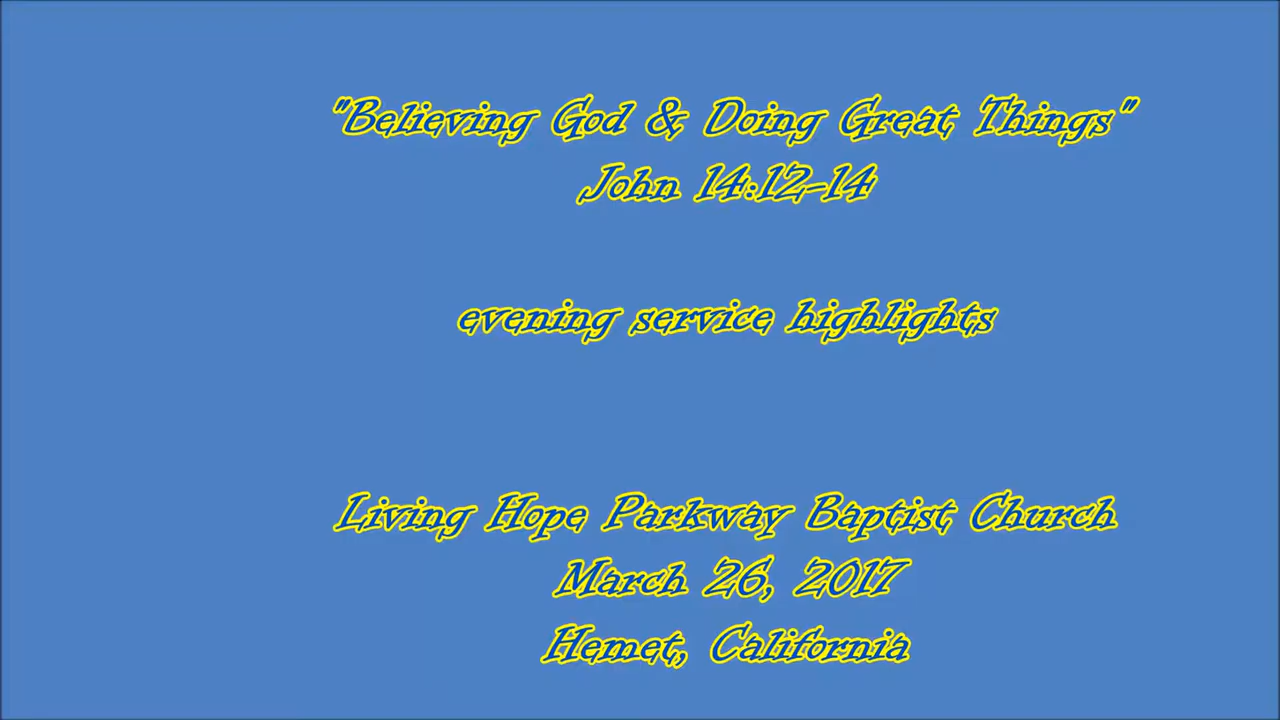 "Believing God & Doing Great Things"
John 14:12-14
evening service highlights
Living Hope Parkway Baptist Church
March 26, 2017
Hemet, California